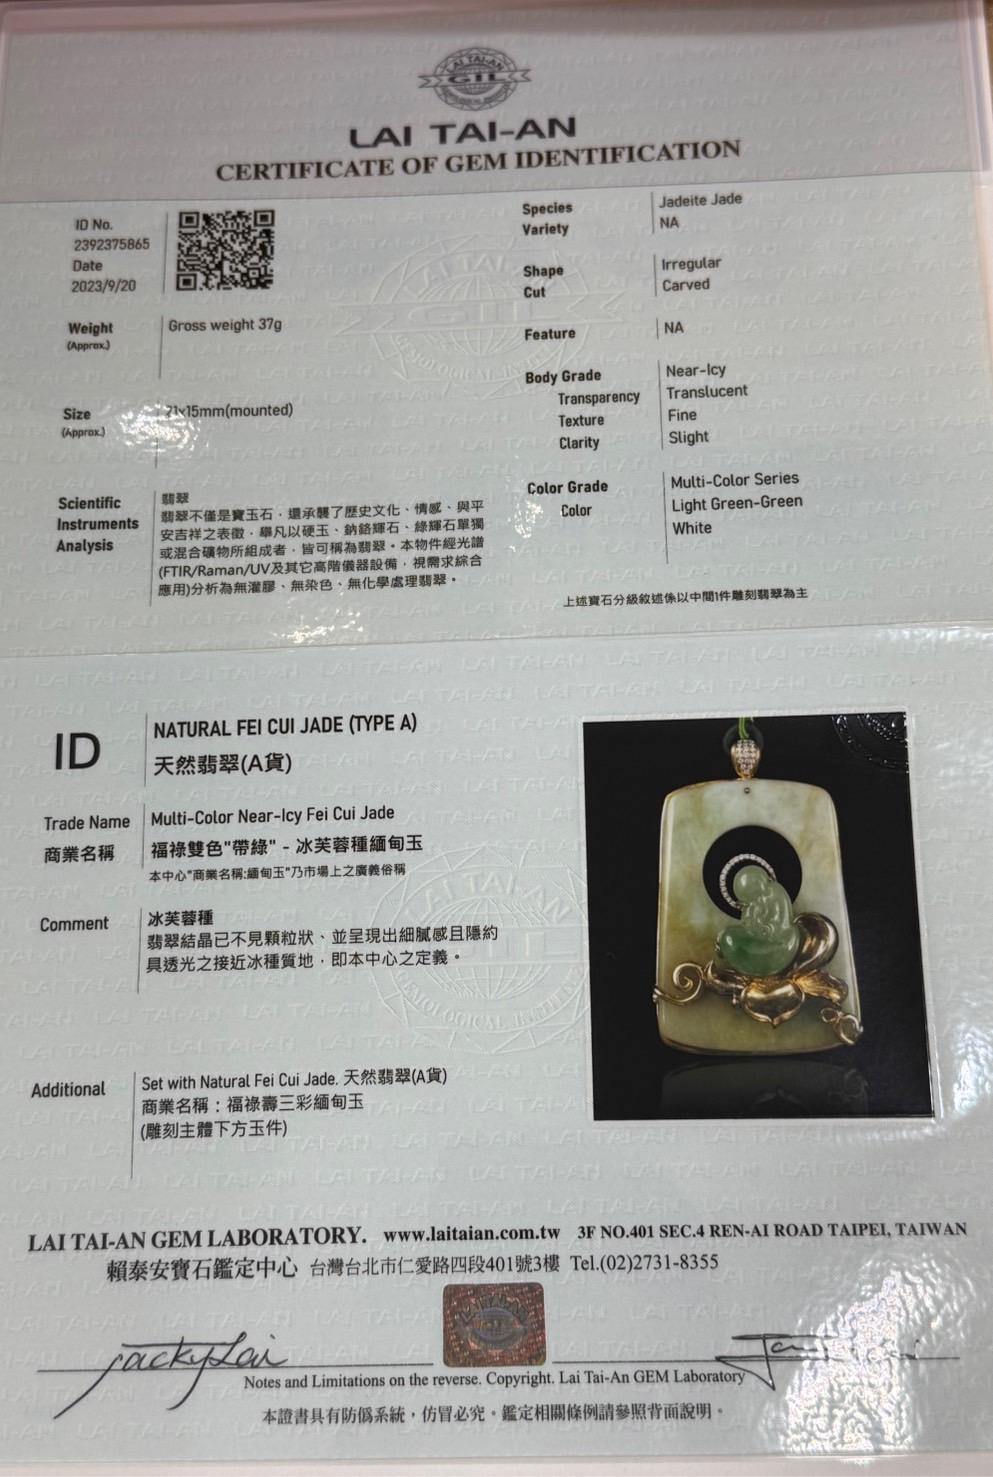 LAI TAI-AN
GIL
LAI TAI-AN
CERTIFICATE OF GEM IDENTIFICATION
ID No.
2392375865
Date
2023/9/20
Weight
(Approx.)
Gross weight 37g
Size
(Approx.)
21x15mm(mounted)
Scientific
Instruments
Analysis
翡翠
翡翠不僅是寶玉石，還承襲了歷史文化、情感、與平
安吉祥之表徵，舉凡以硬玉、鈉鉻輝石、綠輝石單獨
或混合礦物所組成者，皆可稱為翡翠。本物件經光譜
(FTIR/Raman/UV及其它高階儀器設備，視需求綜合
應用)分析為無灌膠、無染色、無化學處理翡翠。
Species
Jadeite Jade
Variety
NA
Shape
Irregular
Cut
Carved
Feature
NA
Body Grade
Near-Icy
Transparency
Translucent
Texture
Fine
Clarity
Slight
Color Grade
Multi-Color Series
Color
Light Green-Green
White
上述寶石分級敘述係以中間1件雕刻翡翠為主
ID
NATURAL FEI CUI JADE (TYPE A)
天然翡翠(A貨)
Trade Name
商業名稱
Multi-Color Near-Icy Fei Cui Jade
福祿雙色"帶綠" - 冰芙蓉種緬甸玉
本中心"商業名稱:緬甸玉"乃市場上之廣義俗稱
Comment
冰芙蓉種
翡翠結晶已不見顆粒狀、並呈現出細膩感且隱約
具透光之接近冰種質地，即本中心之定義。
Additional
Set with Natural Fei Cui Jade. 天然翡翠(A貨)
商業名稱：福祿壽三彩緬甸玉
(雕刻主體下方玉件)
LAI TAI-AN GEM LABORATORY. www.laitaian.com.tw 3F NO.401 SEC.4 REN-AI ROAD TAIPEI, TAIWAN
賴泰安寶石鑑定中心 台灣台北市仁愛路四段401號3樓 Tel.(02)2731-8355
LAI TAI-AN
Jacky Lai
Notes and Limitations on the reverse. Copyright. Lai Tai-An GEM Laboratory
本證書具有防偽系統，仿冒必究。鑑定相關條例請參照背面說明。